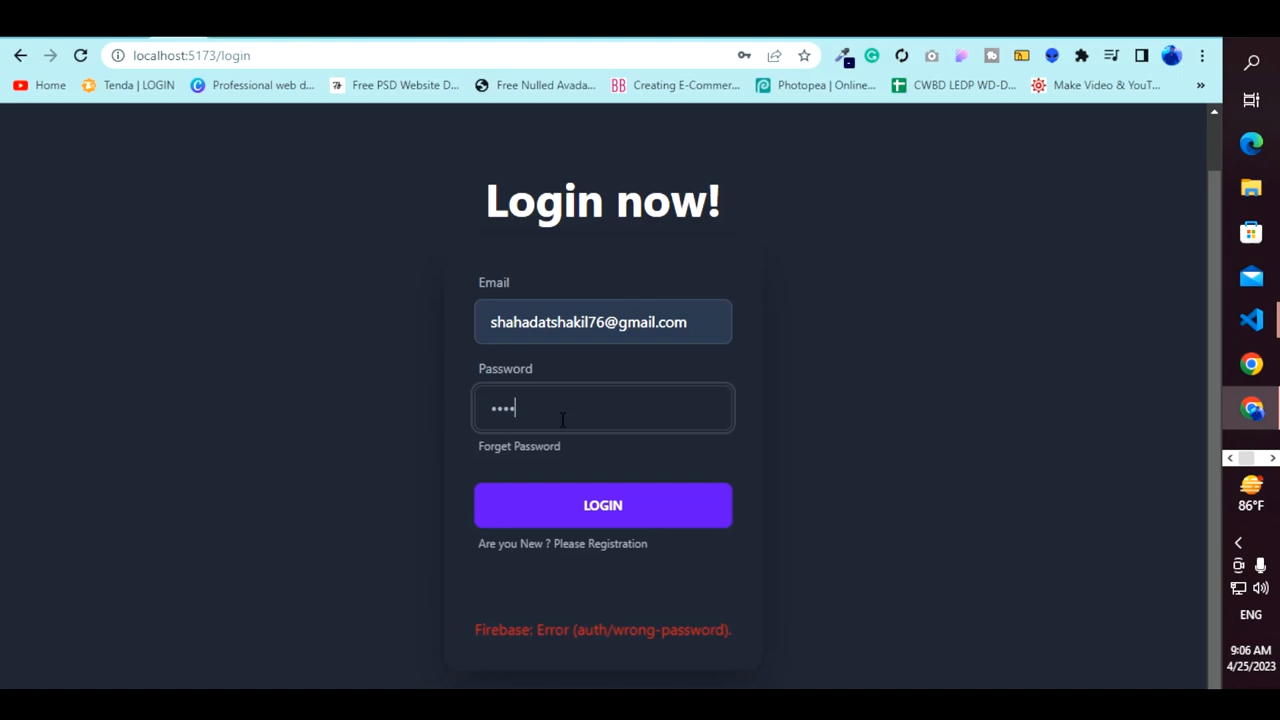 localhost:5173/login
Home
Tenda | LOGIN
Professional web d...
Free PSD Website D...
Free Nulled Avada...
BB Creating E-Commer...
Photopea | Online...
CWBD LEDP WD-D...
Make Video & YouT...
»
Login now!
Email
shahadatshakil76@gmail.com
Password
••••
Forget Password
LOGIN
Are you New ? Please Registration
Firebase: Error (auth/wrong-password).
86°F
ENG
9:06 AM
4/25/2023